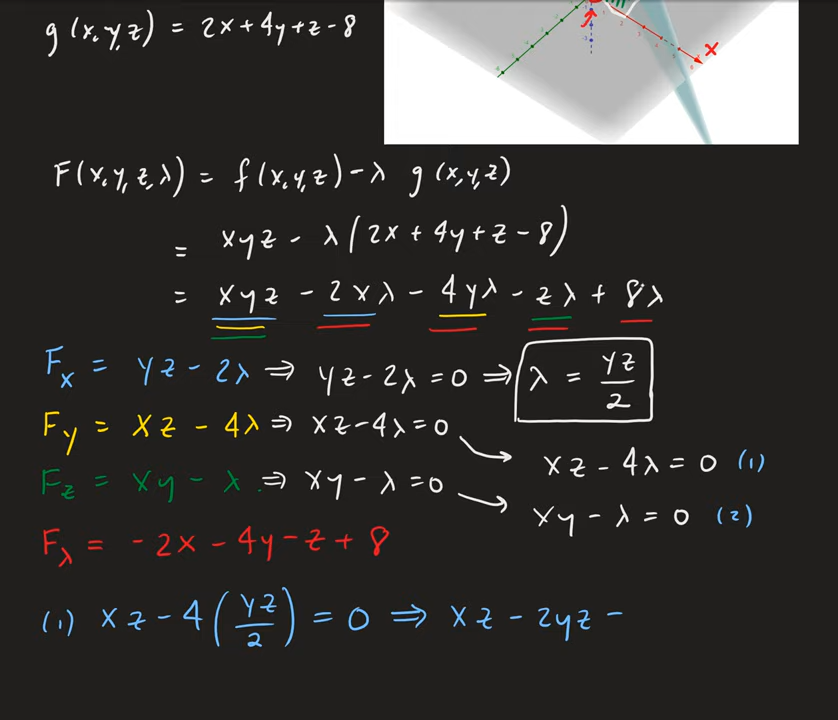 g (x,y,z) = 2x+4y+z-8
x
F(x,y,z,λ) = f(x,y,z)-λ g(x,y,z)
= xyz - λ(2x+4y+z-8)
= xyz - 2xλ - 4yλ - zλ + 8λ
Fx = yz-2λ ⇒ yz-2λ=0 ⇒ λ = yz/2
Fy = xz-4λ ⇒ xz-4λ=0
xz-4λ=0 (1)
Fz = xy-λ ⇒ xy-λ=0
xy-λ=0 (2)
Fλ = -2x-4y-z+8
(1) xz-4(yz/2)=0 ⇒ xz-2yz -